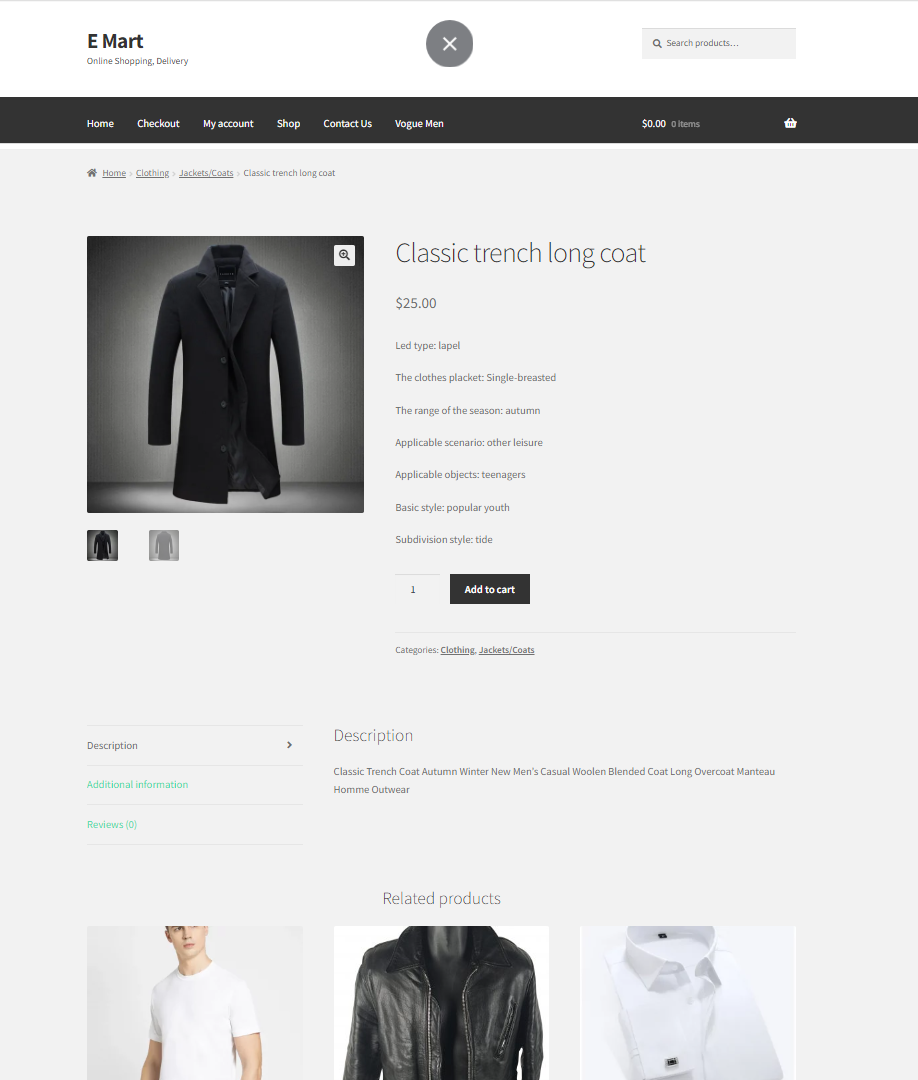 E Mart
Online Shopping, Delivery
Search products…
Home Checkout My account Shop Contact Us Vogue Men $0.00 0 items
Home › Clothing › Jackets/Coats › Classic trench long coat
Classic trench long coat
$25.00
Led type: lapel
The clothes placket: Single-breasted
The range of the season: autumn
Applicable scenario: other leisure
Applicable objects: teenagers
Basic style: popular youth
Subdivision style: tide
1 Add to cart
Categories: Clothing, Jackets/Coats
Description
Additional information
Reviews (0)
Description
Classic Trench Coat Autumn Winter New Men's Casual Woolen Blended Coat Long Overcoat Manteau
Homme Outwear
Related products